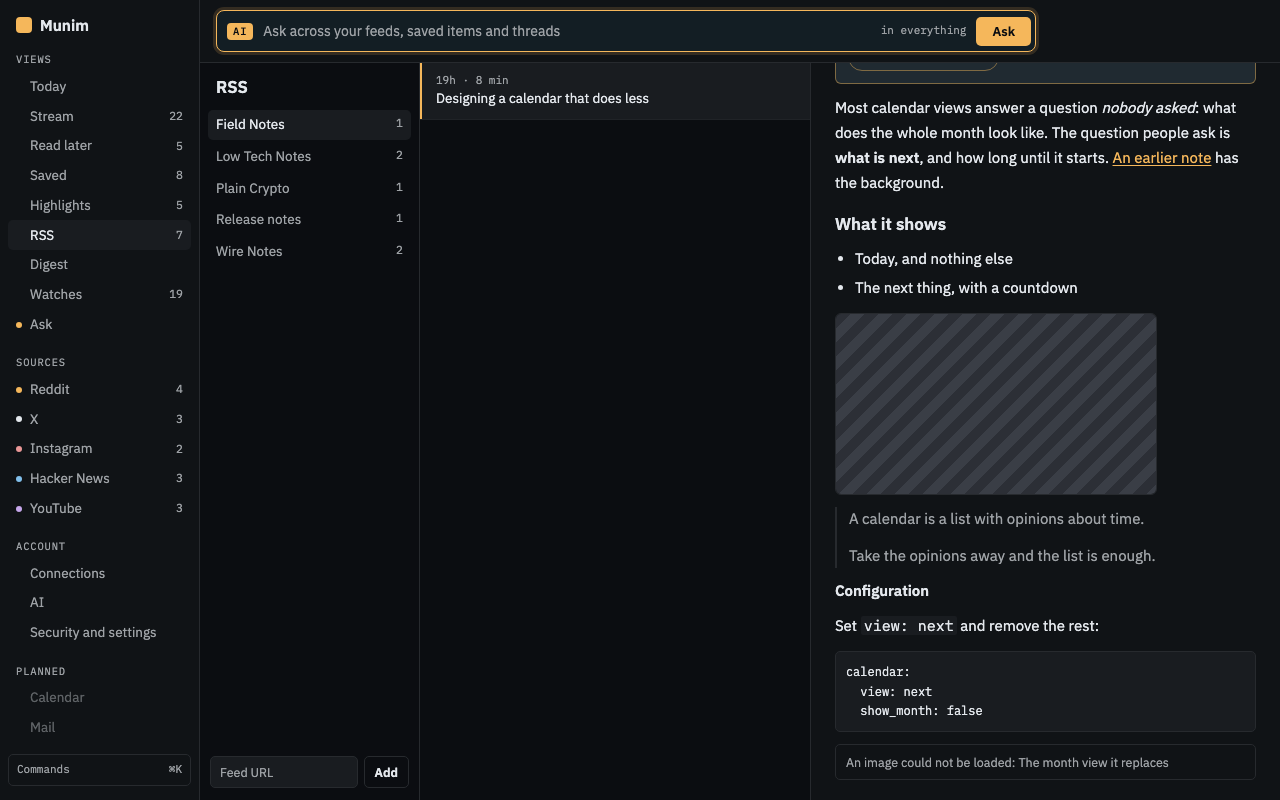 Munim
VIEWS
Today
Stream 22
Read later 5
Saved 8
Highlights 5
RSS 7
Digest
Watches 19
Ask
SOURCES
Reddit 4
X 3
Instagram 2
Hacker News 3
YouTube 3
ACCOUNT
Connections
AI
Security and settings
PLANNED
Calendar
Mail
Commands ⌘K
AI Ask across your feeds, saved items and threads in everything Ask
RSS
Field Notes 1
Low Tech Notes 2
Plain Crypto 1
Release notes 1
Wire Notes 2
Feed URL Add
19h · 8 min
Designing a calendar that does less
Most calendar views answer a question nobody asked: what
does the whole month look like. The question people ask is
what is next, and how long until it starts. An earlier note has
the background.
What it shows
• Today, and nothing else
• The next thing, with a countdown
A calendar is a list with opinions about time.
Take the opinions away and the list is enough.
Configuration
Set view: next and remove the rest:
calendar:
  view: next
  show_month: false
An image could not be loaded: The month view it replaces